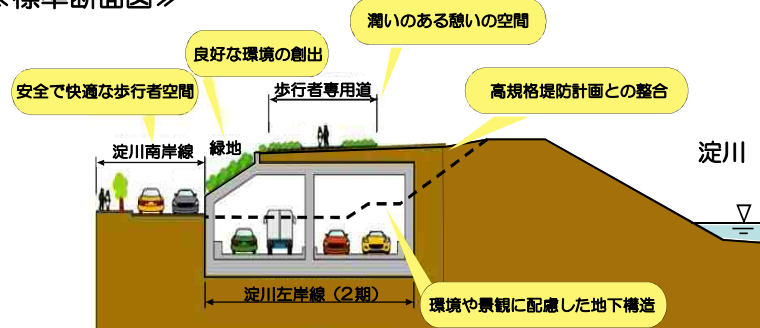 ≪標準断面図≫
潤いのある憩いの空間
良好な環境の創出
安全で快適な歩行者空間
歩行者専用道
高規格堤防計画との整合
淀川南岸線
緑地
淀川
淀川左岸線(2期)
環境や景観に配慮した地下構造